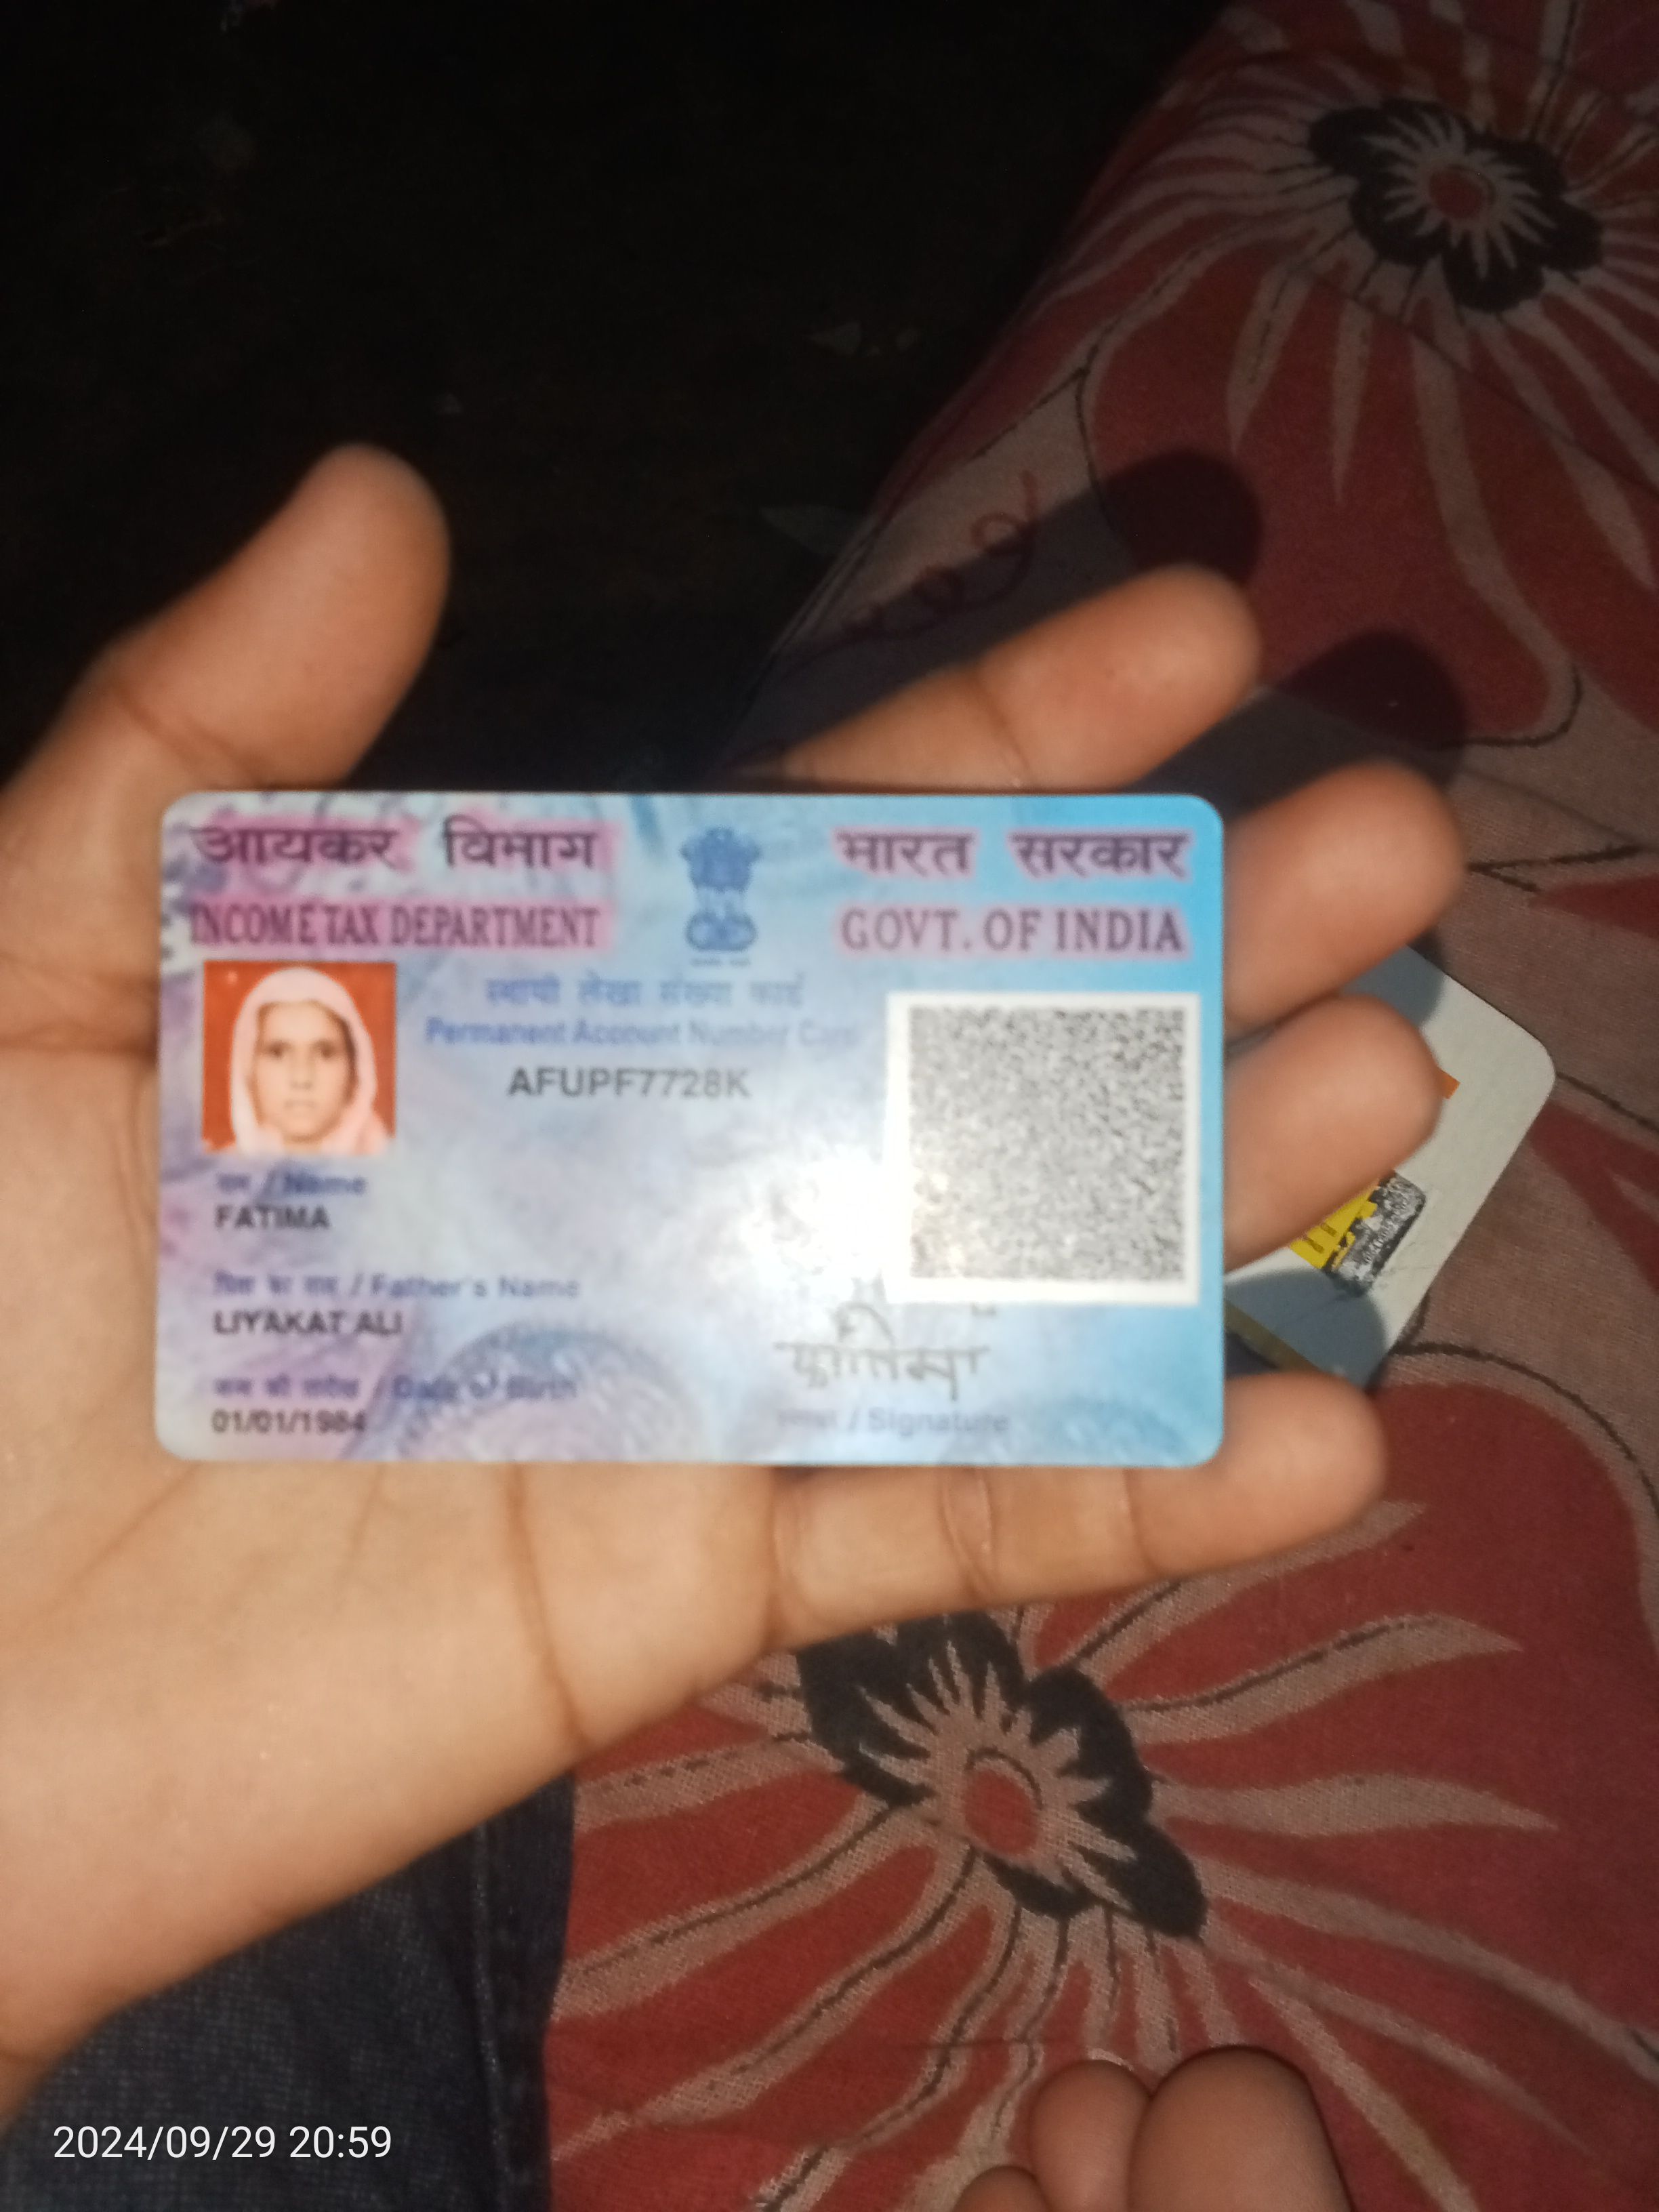 आयकर विभाग
INCOME TAX DEPARTMENT
भारत सरकार
GOVT. OF INDIA
स्थायी लेखा संख्या कार्ड
Permanent Account Number Card
AFUPF7728K
नाम / Name
FATIMA
पिता का नाम / Father's Name
LIYAKAT ALI
जन्म की तारीख / Date of Birth
01/01/1984
फातिमा
हस्ताक्षर / Signature
2024/09/29 20:59